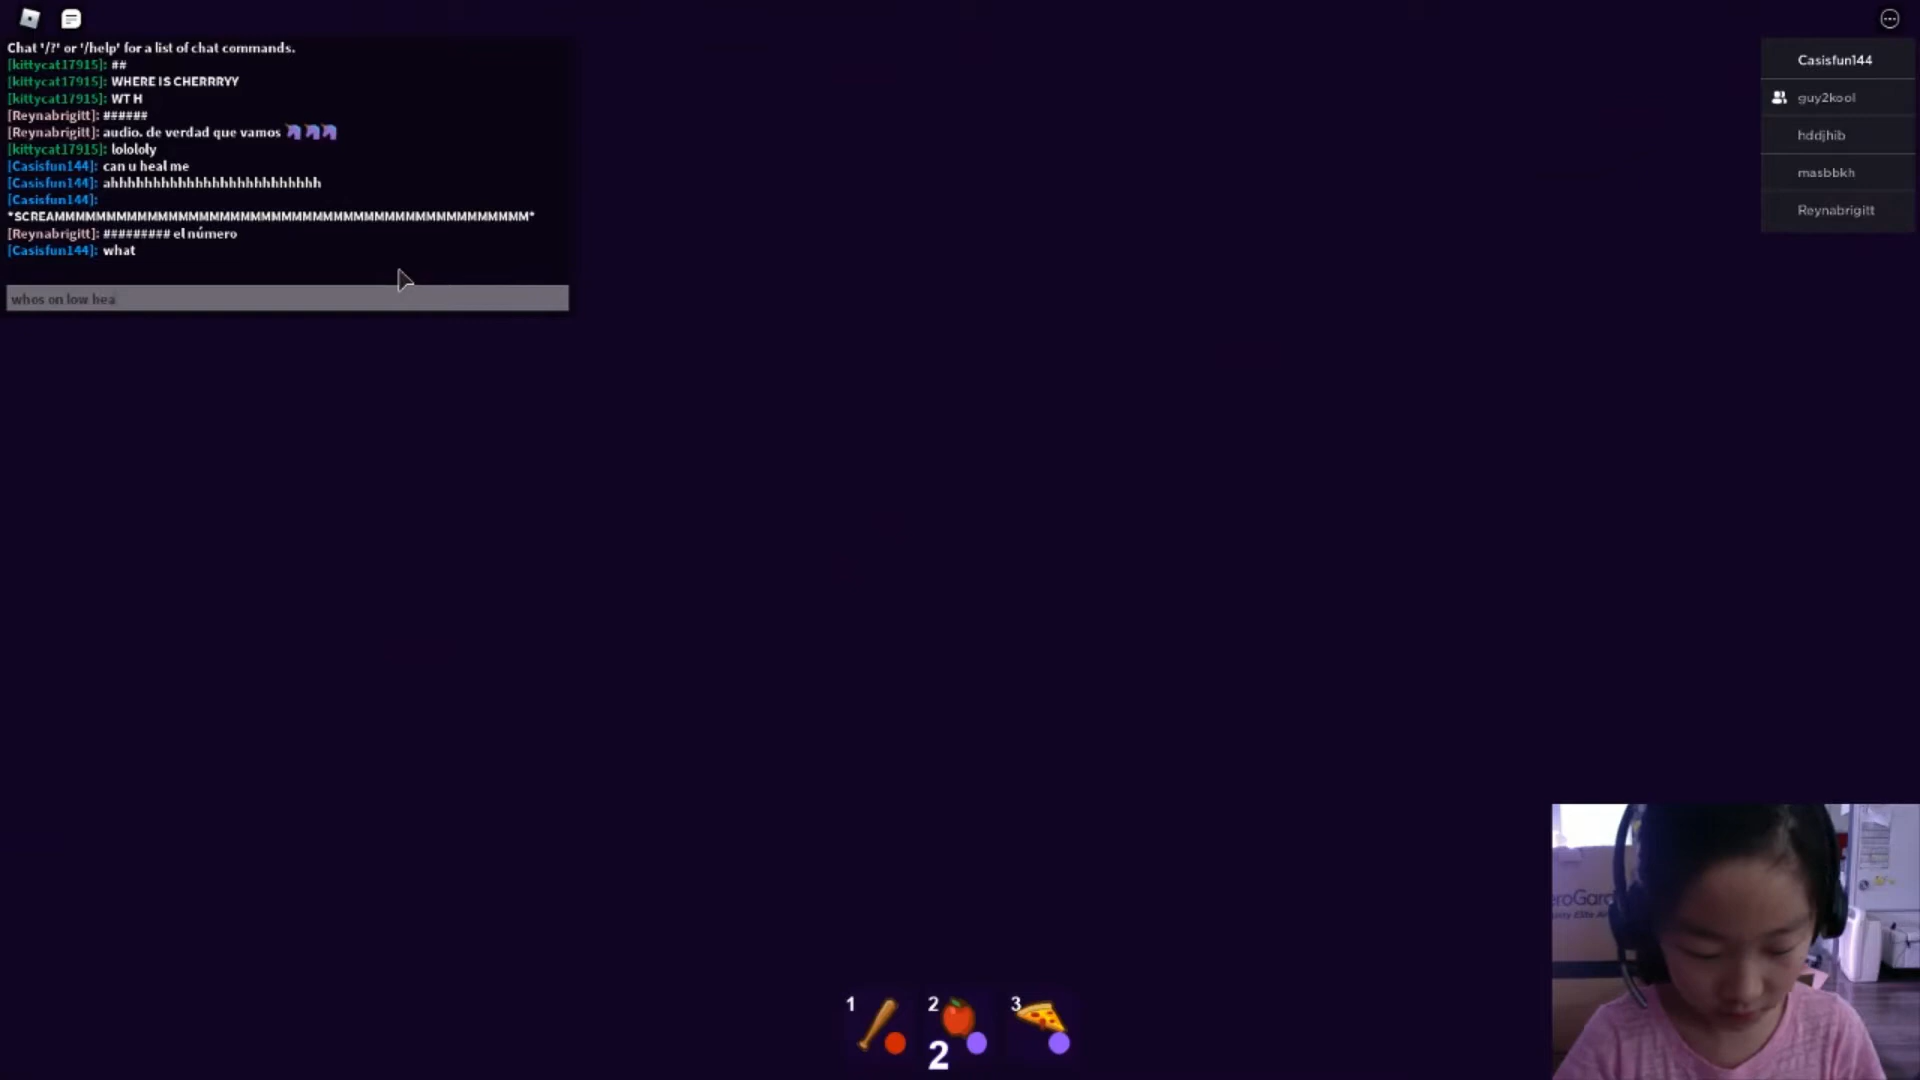 Chat '/?' or '/help' for a list of chat commands.
[kittycat17915]: ##
[kittycat17915]: WHERE IS CHERRRYY
[kittycat17915]: WT H
[Reynabrigitt]: ######
[Reynabrigitt]: audio. de verdad que vamos 🦄🦄🦄
[kittycat17915]: lolololy
[Casisfun144]: can u heal me
[Casisfun144]: ahhhhhhhhhhhhhhhhhhhhhhhhh
[Casisfun144]:
*SCREAMMMMMMMMMMMMMMMMMMMMMMMMMMMMMMMMMMMMMMMMMMMMMMMMMMMMM*
[Reynabrigitt]: ######### el número
[Casisfun144]: what
whos on low hea
Casisfun144
guy2kool
hddjhib
masbbkh
Reynabrigitt
1 2 3
2